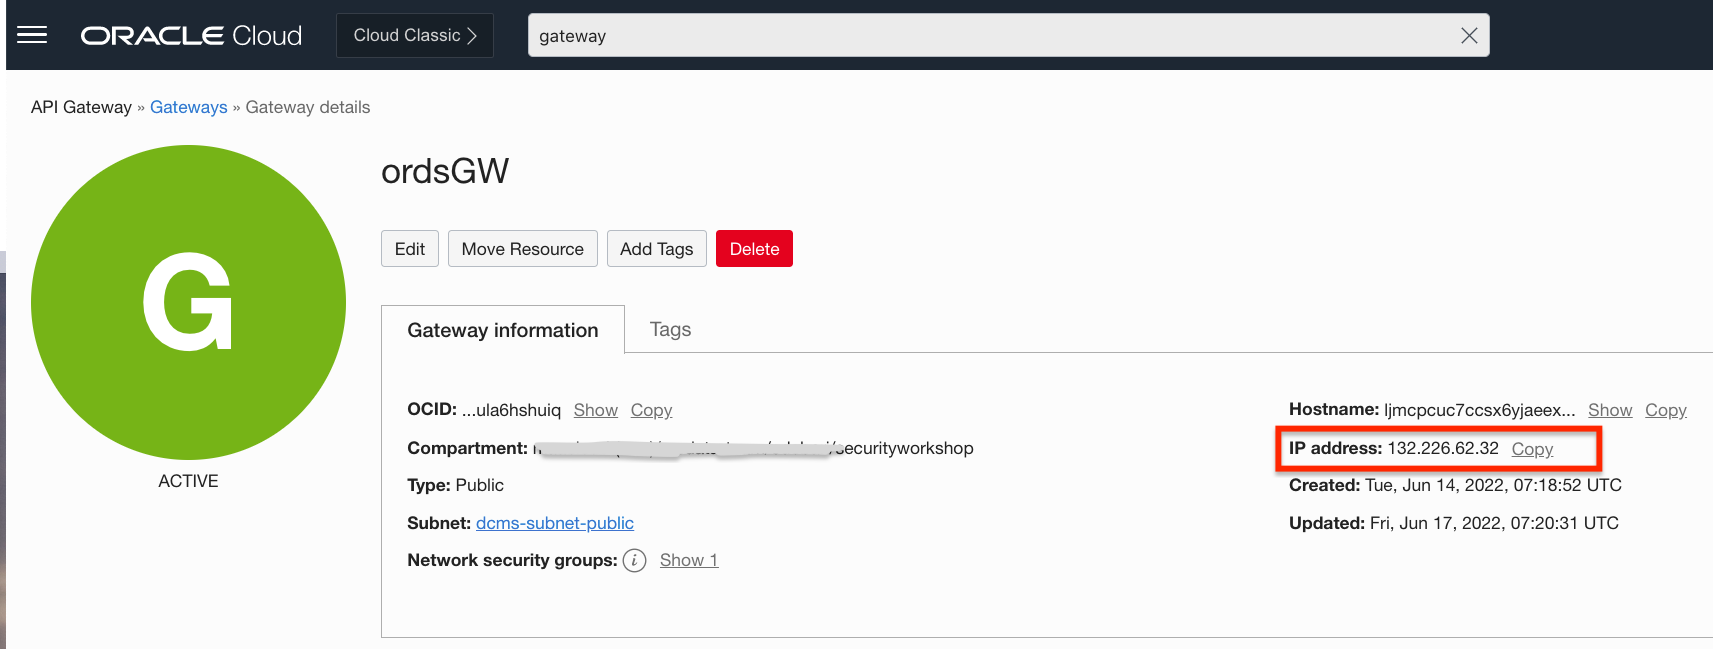 ORACLE Cloud
Cloud Classic
gateway
API Gateway » Gateways » Gateway details
G
ACTIVE
ordsGW
Edit
Move Resource
Add Tags
Delete
Gateway information
Tags
OCID: ...ula6hshuiq Show Copy
Compartment: /securityworkshop
Type: Public
Subnet: dcms-subnet-public
Network security groups: i Show 1
Hostname: ljmcpcuc7ccsx6yjaeex... Show Copy
IP address: 132.226.62.32 Copy
Created: Tue, Jun 14, 2022, 07:18:52 UTC
Updated: Fri, Jun 17, 2022, 07:20:31 UTC